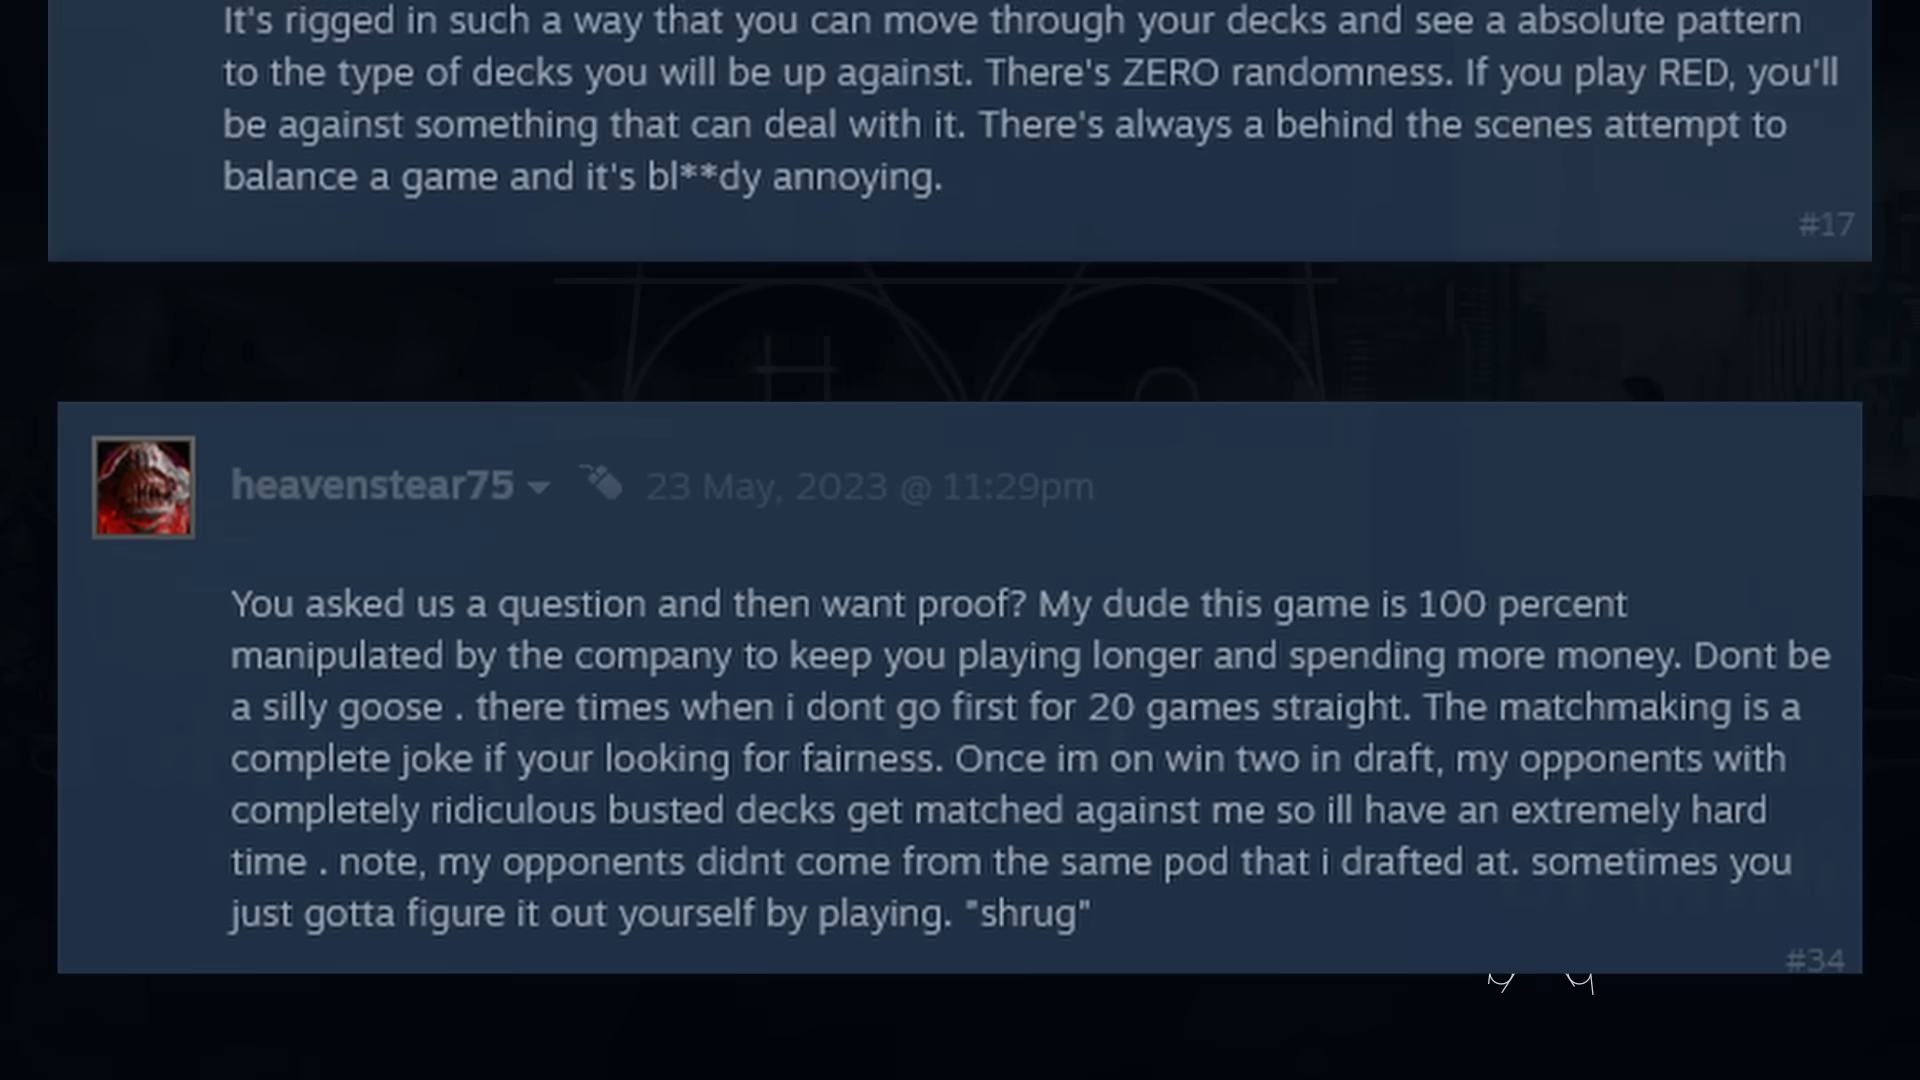 It's rigged in such a way that you can move through your decks and see a absolute pattern
to the type of decks you will be up against. There's ZERO randomness. If you play RED, you'll
be against something that can deal with it. There's always a behind the scenes attempt to
balance a game and it's bl**dy annoying.
#17
heavenstear75 23 May, 2023 @ 11:29pm
You asked us a question and then want proof? My dude this game is 100 percent
manipulated by the company to keep you playing longer and spending more money. Dont be
a silly goose . there times when i dont go first for 20 games straight. The matchmaking is a
complete joke if your looking for fairness. Once im on win two in draft, my opponents with
completely ridiculous busted decks get matched against me so ill have an extremely hard
time . note, my opponents didnt come from the same pod that i drafted at. sometimes you
just gotta figure it out yourself by playing. "shrug"
#34